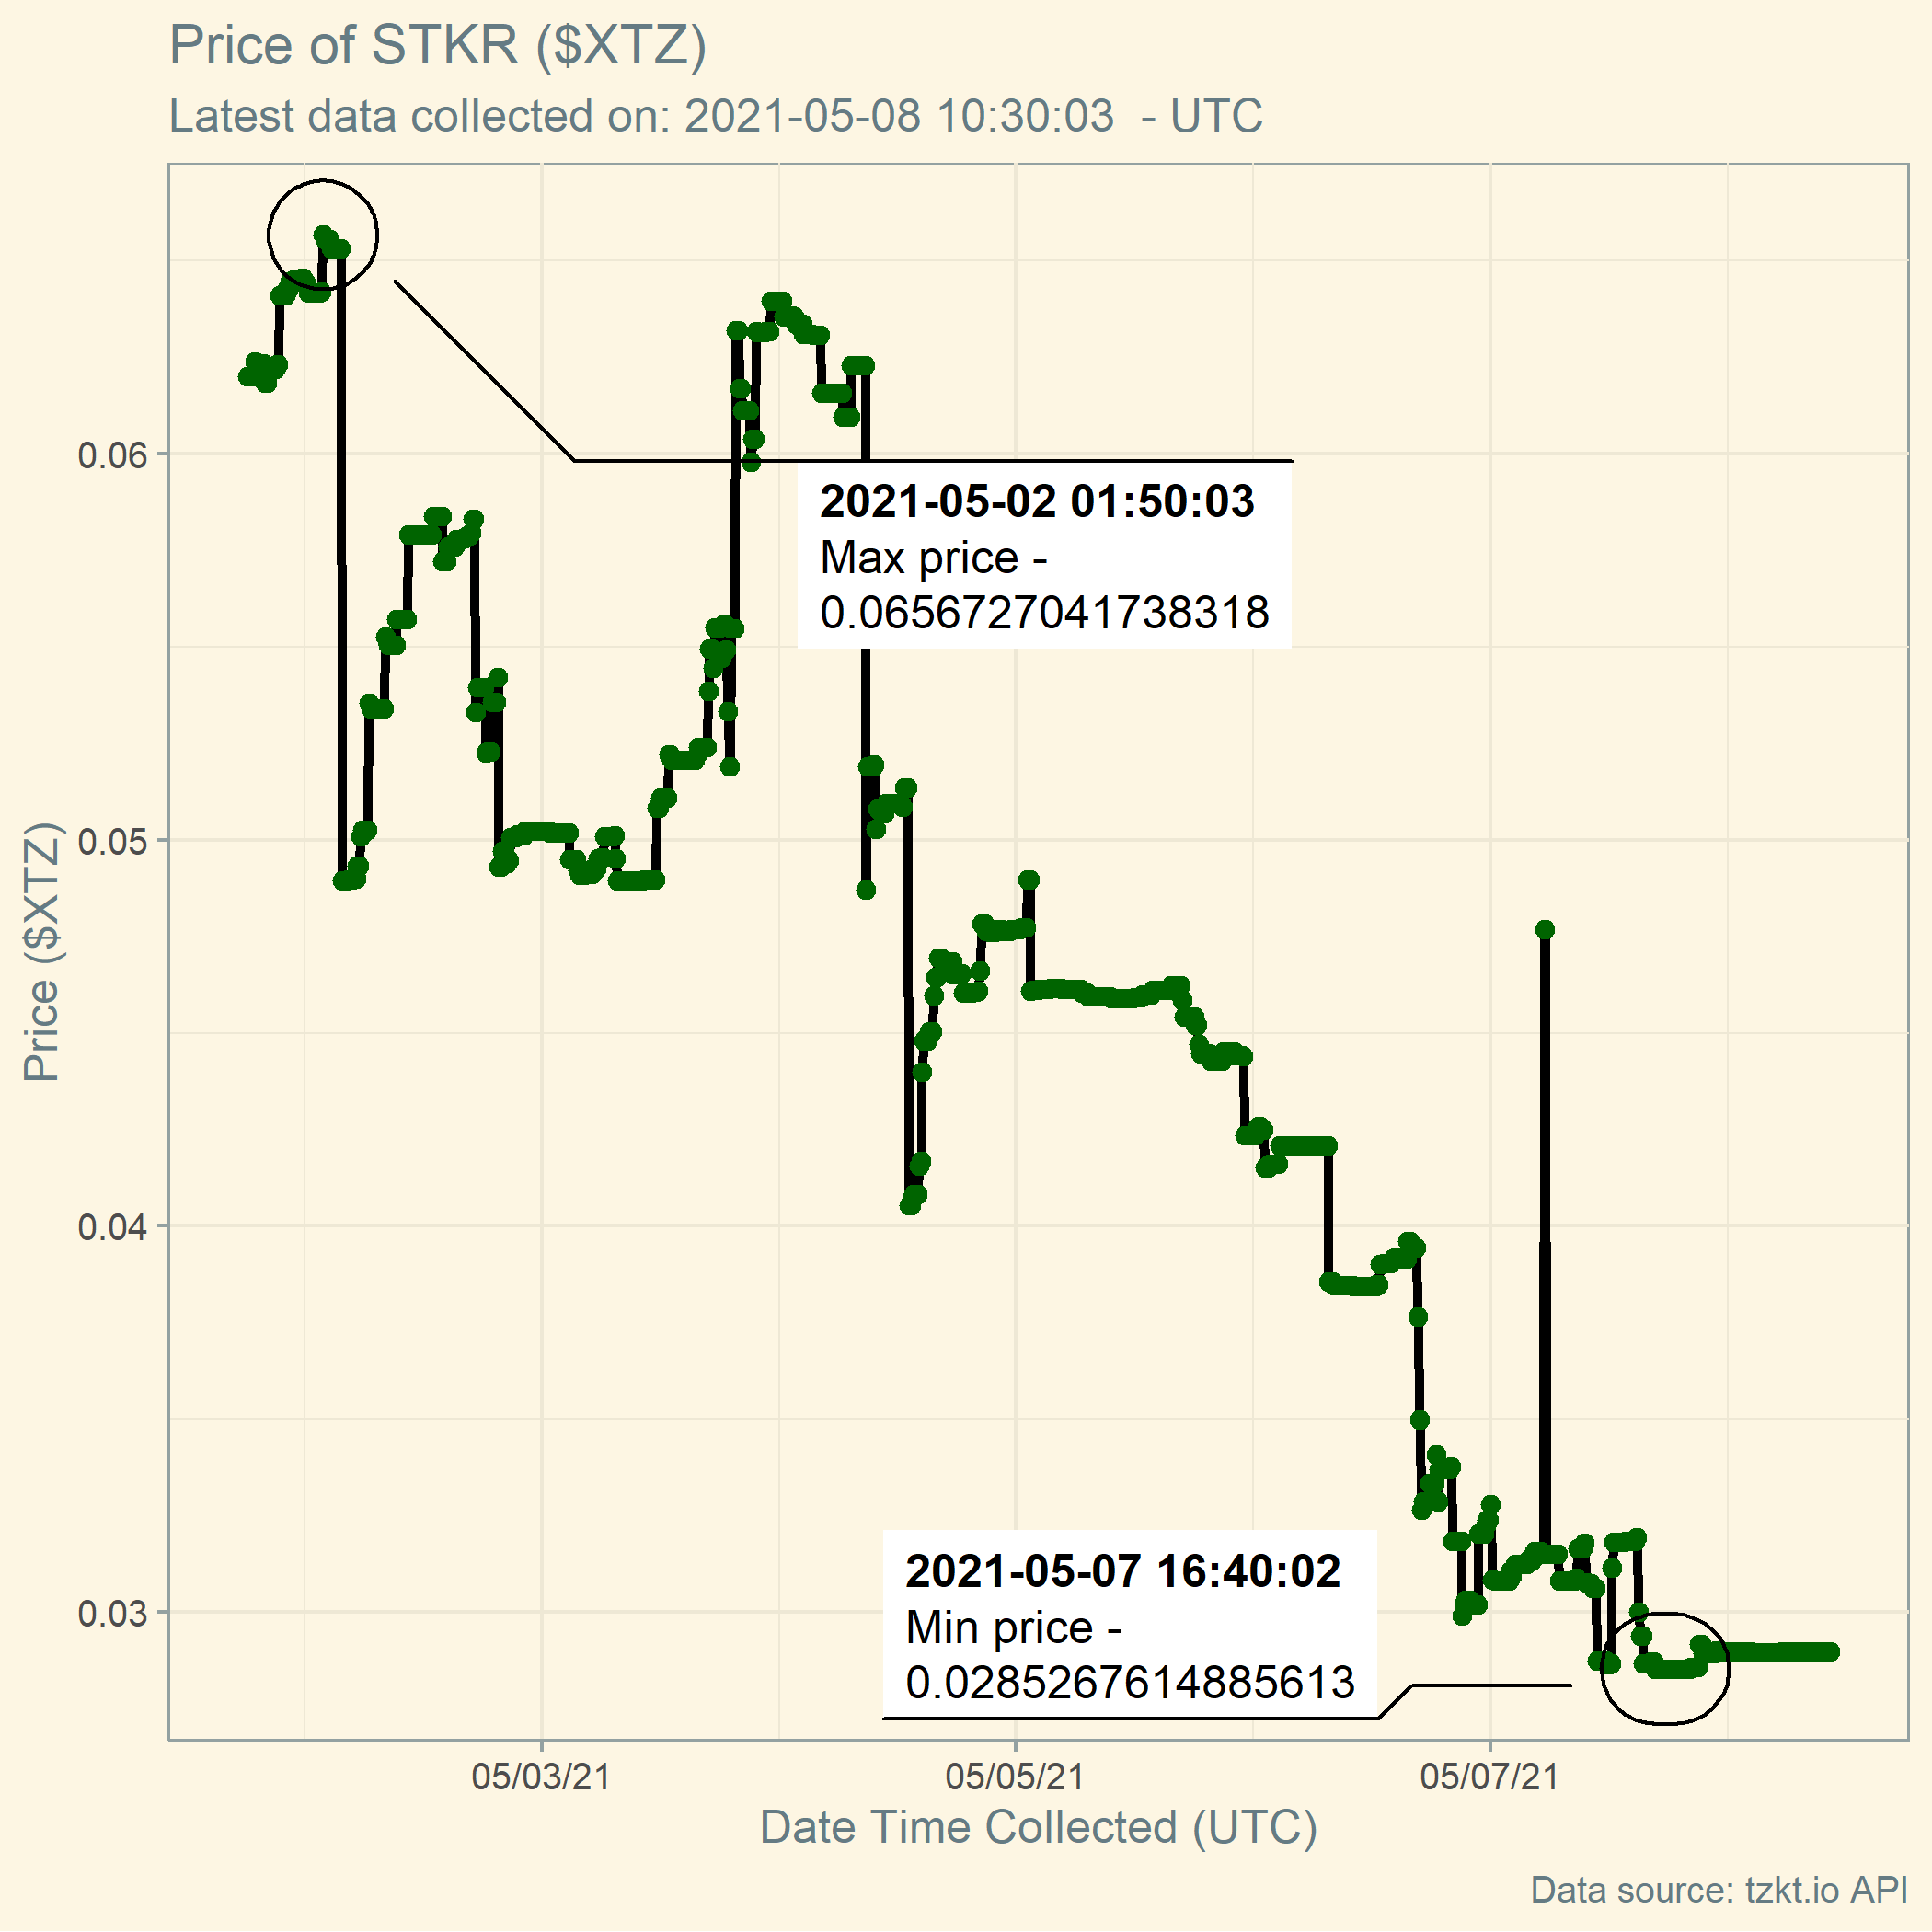 Price of STKR ($XTZ)
Latest data collected on: 2021-05-08 10:30:03  - UTC
Price ($XTZ)
0.06
0.05
0.04
0.03
2021-05-02 01:50:03
Max price -
0.0656727041738318
2021-05-07 16:40:02
Min price -
0.0285267614885613
05/03/21
05/05/21
05/07/21
Date Time Collected (UTC)
Data source: tzkt.io API